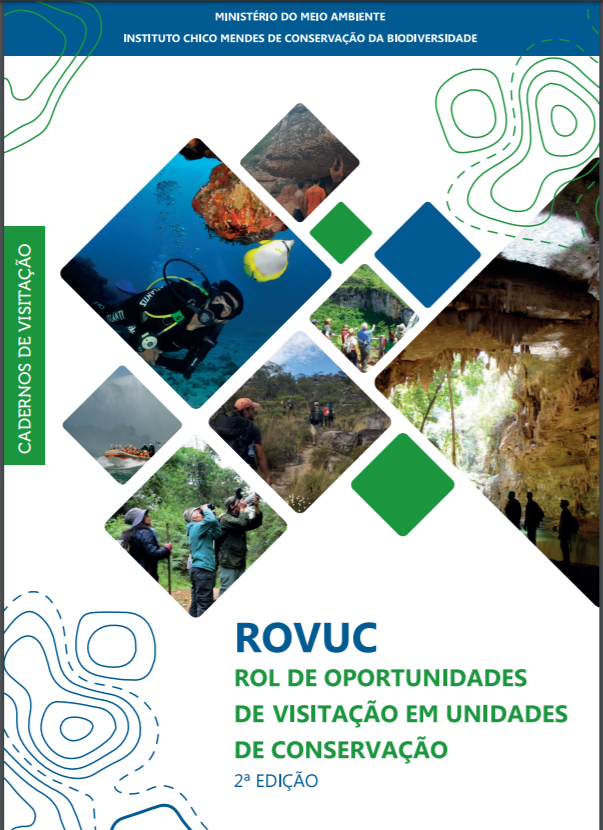 MINISTÉRIO DO MEIO AMBIENTE
INSTITUTO CHICO MENDES DE CONSERVAÇÃO DA BIODIVERSIDADE
CADERNOS DE VISITAÇÃO
ROVUC
ROL DE OPORTUNIDADES
DE VISITAÇÃO EM UNIDADES
DE CONSERVAÇÃO
2ª EDIÇÃO